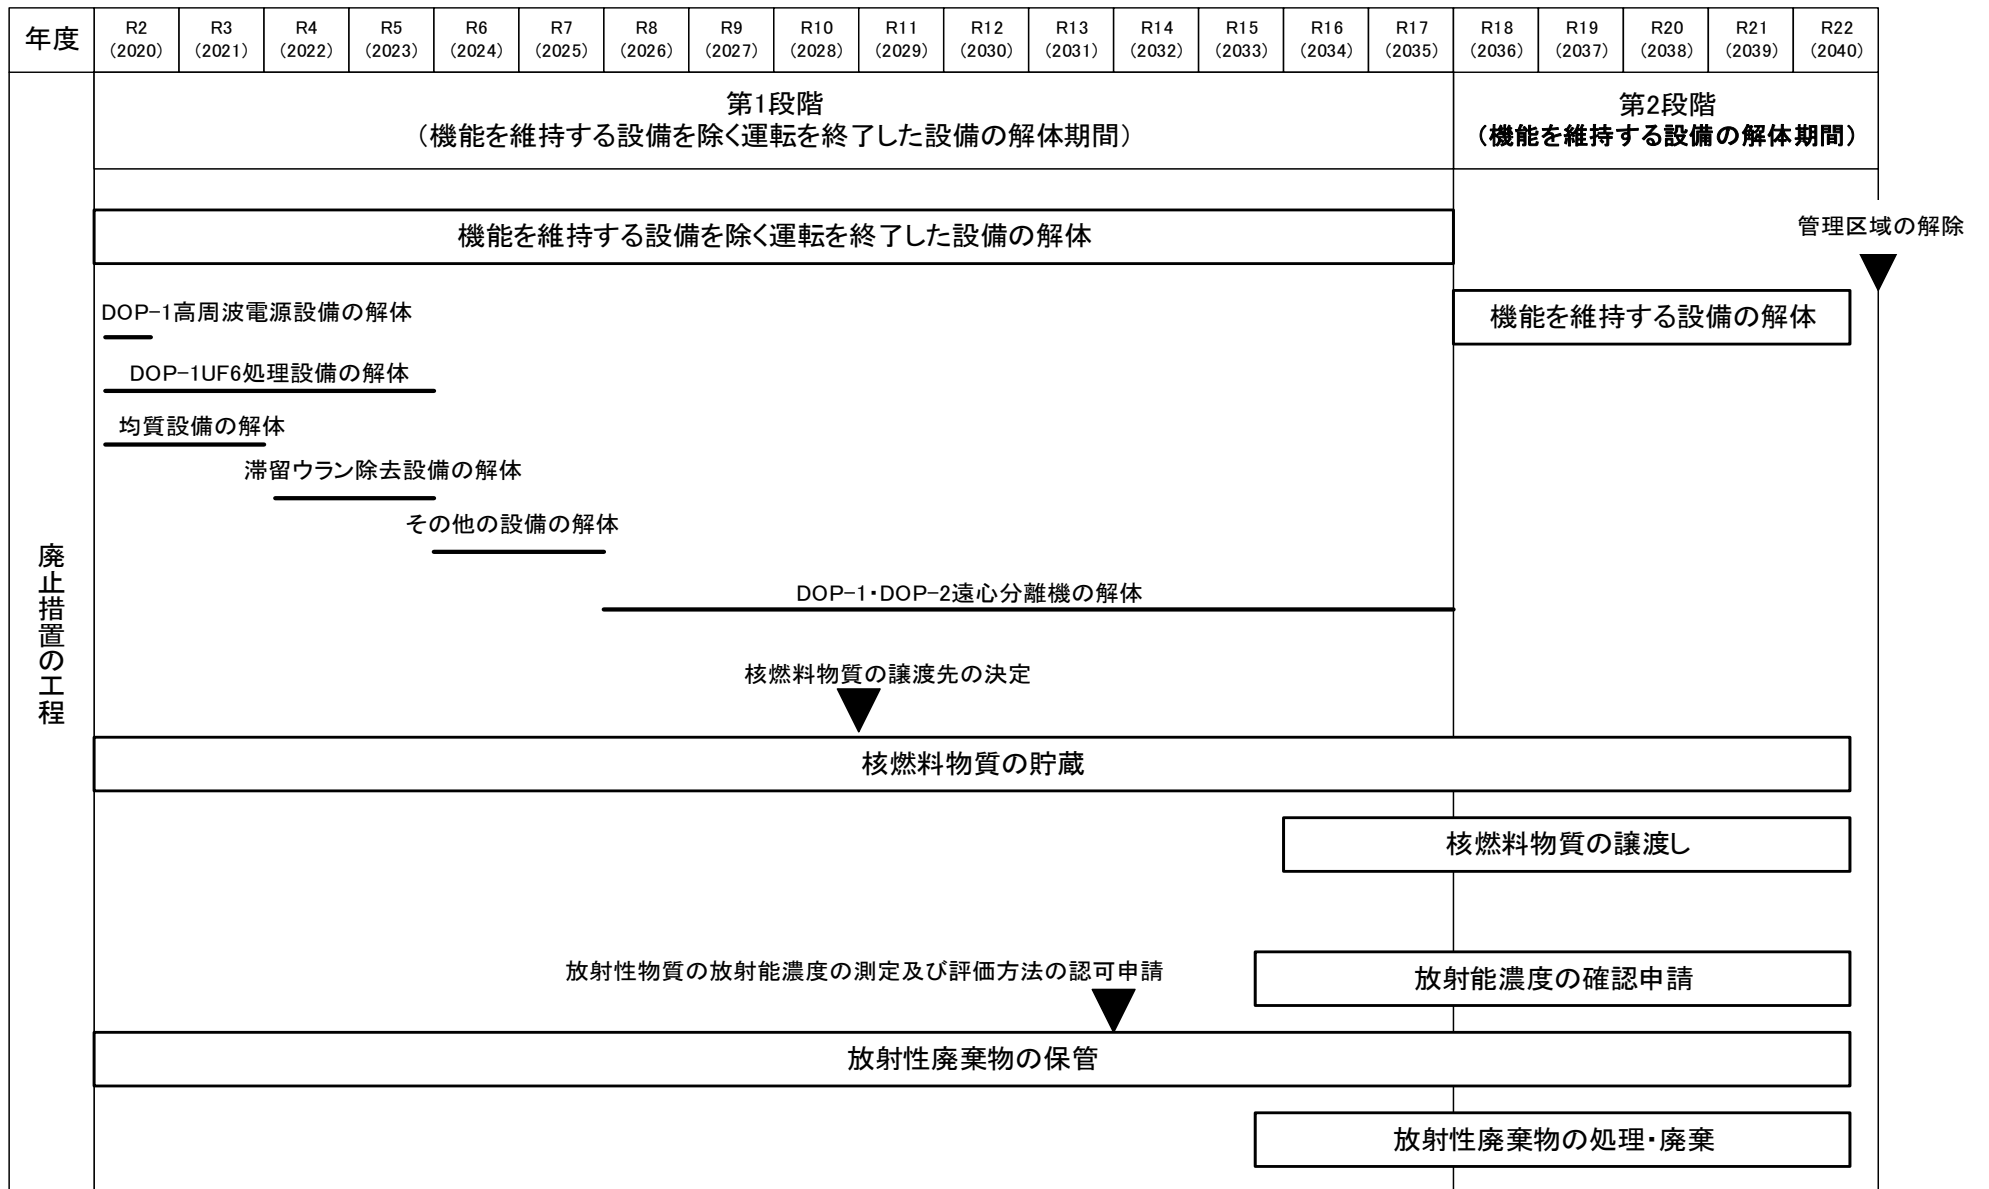 年度
R2
(2020)
R3
(2021)
R4
(2022)
R5
(2023)
R6
(2024)
R7
(2025)
R8
(2026)
R9
(2027)
R10
(2028)
R11
(2029)
R12
(2030)
R13
(2031)
R14
(2032)
R15
(2033)
R16
(2034)
R17
(2035)
R18
(2036)
R19
(2037)
R20
(2038)
R21
(2039)
R22
(2040)
第1段階
（機能を維持する設備を除く運転を終了した設備の解体期間）
第2段階
（機能を維持する設備の解体期間）
廃止措置の工程
機能を維持する設備を除く運転を終了した設備の解体
管理区域の解除
DOP-1高周波電源設備の解体
機能を維持する設備の解体
DOP-1UF6処理設備の解体
均質設備の解体
滞留ウラン除去設備の解体
その他の設備の解体
DOP-1・DOP-2遠心分離機の解体
核燃料物質の譲渡先の決定
核燃料物質の貯蔵
核燃料物質の譲渡し
放射性物質の放射能濃度の測定及び評価方法の認可申請
放射能濃度の確認申請
放射性廃棄物の保管
放射性廃棄物の処理・廃棄